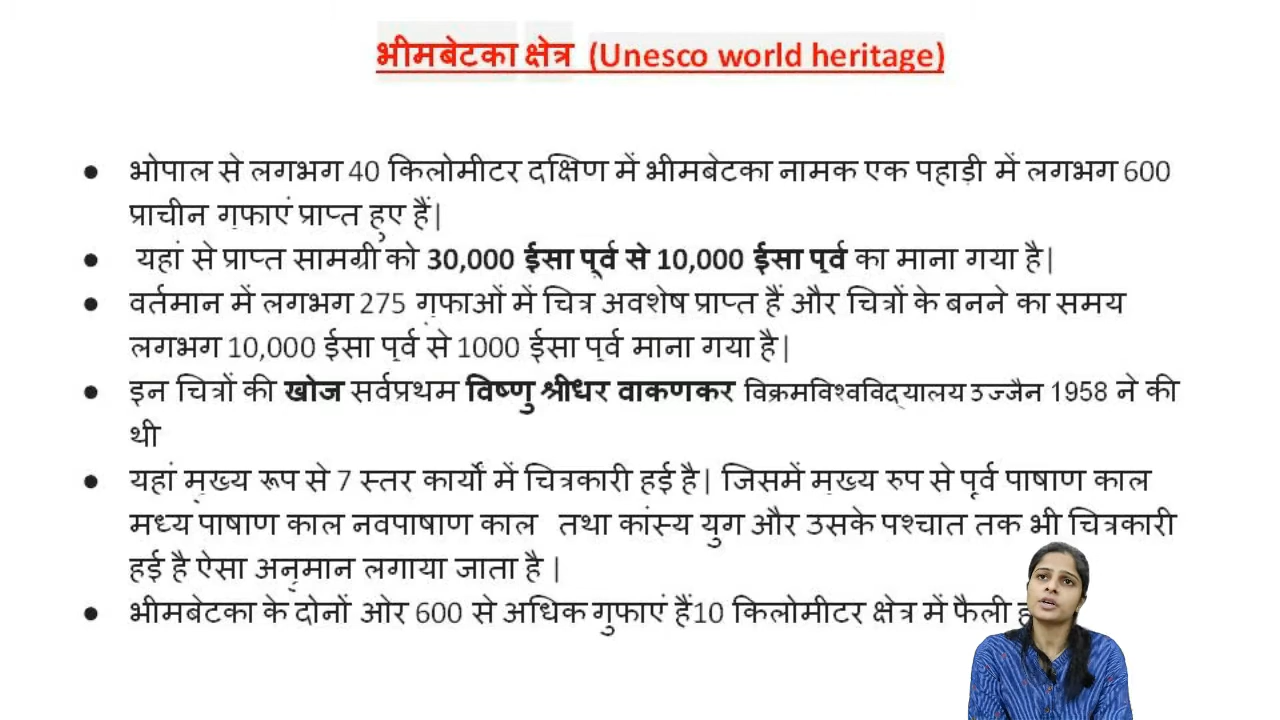 भीमबेटका क्षेत्र (Unesco world heritage)
● भोपाल से लगभग 40 किलोमीटर दक्षिण में भीमबेटका नामक एक पहाड़ी में लगभग 600
प्राचीन गुफाएं प्राप्त हुए हैं|
● यहां से प्राप्त सामग्री को 30,000 ईसा पूर्व से 10,000 ईसा पूर्व का माना गया है|
● वर्तमान में लगभग 275 गुफाओं में चित्र अवशेष प्राप्त हैं और चित्रों के बनने का समय
लगभग 10,000 ईसा पूर्व से 1000 ईसा पूर्व माना गया है|
● इन चित्रों की खोज सर्वप्रथम विष्णु श्रीधर वाकणकर विक्रमविश्वविद्यालय उज्जैन 1958 ने की
थी
● यहां मुख्य रूप से 7 स्तर कार्यों में चित्रकारी हुई है| जिसमें मुख्य रुप से पूर्व पाषाण काल
मध्य पाषाण काल नवपाषाण काल तथा कांस्य युग और उसके पश्चात तक भी चित्रकारी
हुई है ऐसा अनुमान लगाया जाता है |
● भीमबेटका के दोनों ओर 600 से अधिक गुफाएं हैं10 किलोमीटर क्षेत्र में फैली